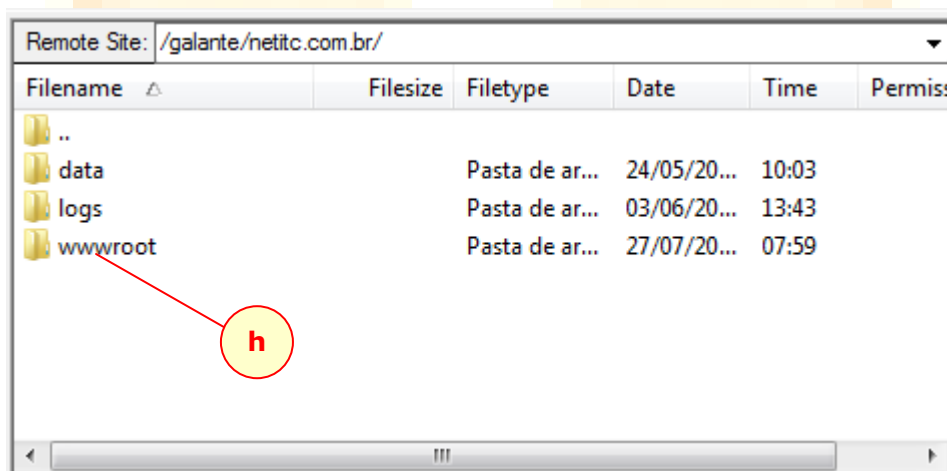 Remote Site: /galante/netitc.com.br/
Filename Filesize Filetype Date Time Permiss
..
data Pasta de ar... 24/05/20... 10:03
logs Pasta de ar... 03/06/20... 13:43
wwwroot Pasta de ar... 27/07/20... 07:59
h